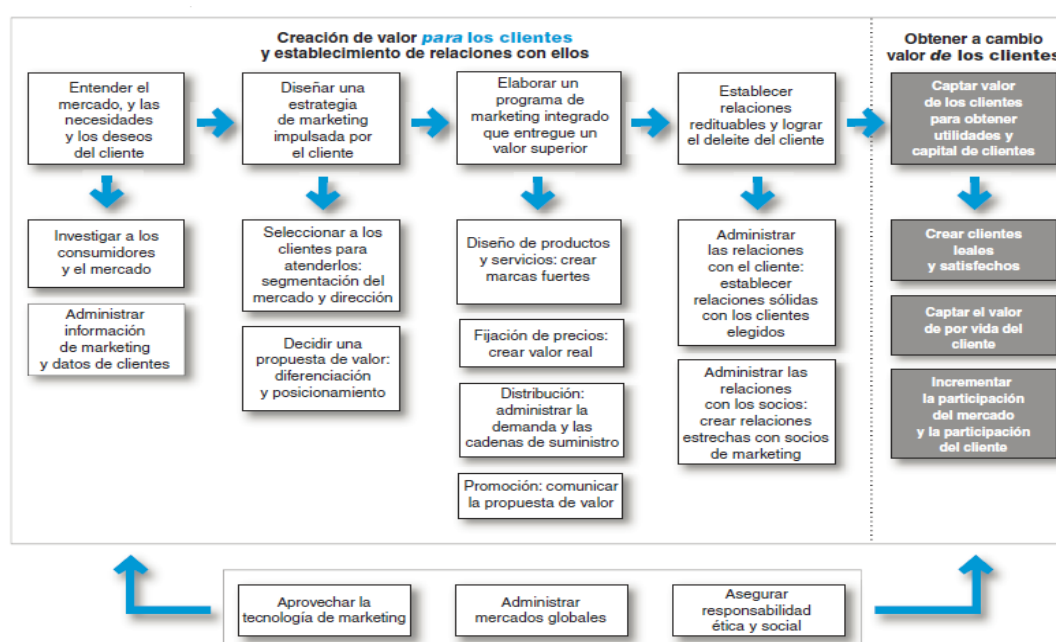 Creación de valor para los clientes
y establecimiento de relaciones con ellos
Obtener a cambio
valor de los clientes
Entender el
mercado, y las
necesidades
y los deseos
del cliente
Diseñar una
estrategia
de marketing
impulsada por
el cliente
Elaborar un
programa de
marketing integrado
que entregue un
valor superior
Establecer
relaciones
redituables y lograr
el deleite del cliente
Captar valor
de los clientes
para obtener
utilidades y
capital de clientes
Investigar a los
consumidores
y el mercado
Administrar
información
de marketing
y datos de clientes
Seleccionar a los
clientes para
atenderlos:
segmentación del
mercado y dirección
Decidir una
propuesta de valor:
diferenciación
y posicionamiento
Diseño de productos
y servicios: crear
marcas fuertes
Fijación de precios:
crear valor real
Distribución:
administrar la
demanda y las
cadenas de suministro
Promoción: comunicar
la propuesta de valor
Administrar
las relaciones
con el cliente:
establecer
relaciones sólidas
con los clientes
elegidos
Administrar las
relaciones
con los socios:
crear relaciones
estrechas con socios
de marketing
Crear clientes
leales
y satisfechos
Captar el valor
de por vida del
cliente
Incrementar
la participación
del mercado
y la participación
del cliente
Aprovechar la
tecnología de marketing
Administrar
mercados globales
Asegurar
responsabilidad
ética y social